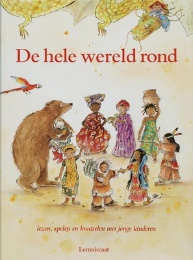 De hele wereld rond
lezen, spelen en knutselen met jonge kinderen
Lemniscaat